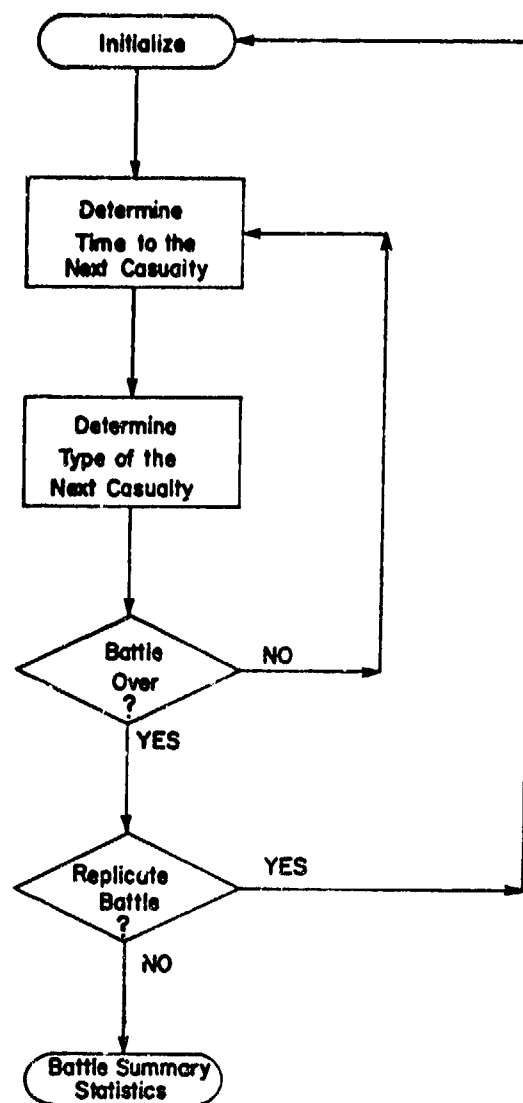 Initialize
Determine
Time to the
Next Casualty
Determine
Type of the
Next Casualty
Battle
Over
?
NO
YES
Replicate
Battle
?
YES
NO
Battle Summary
Statistics